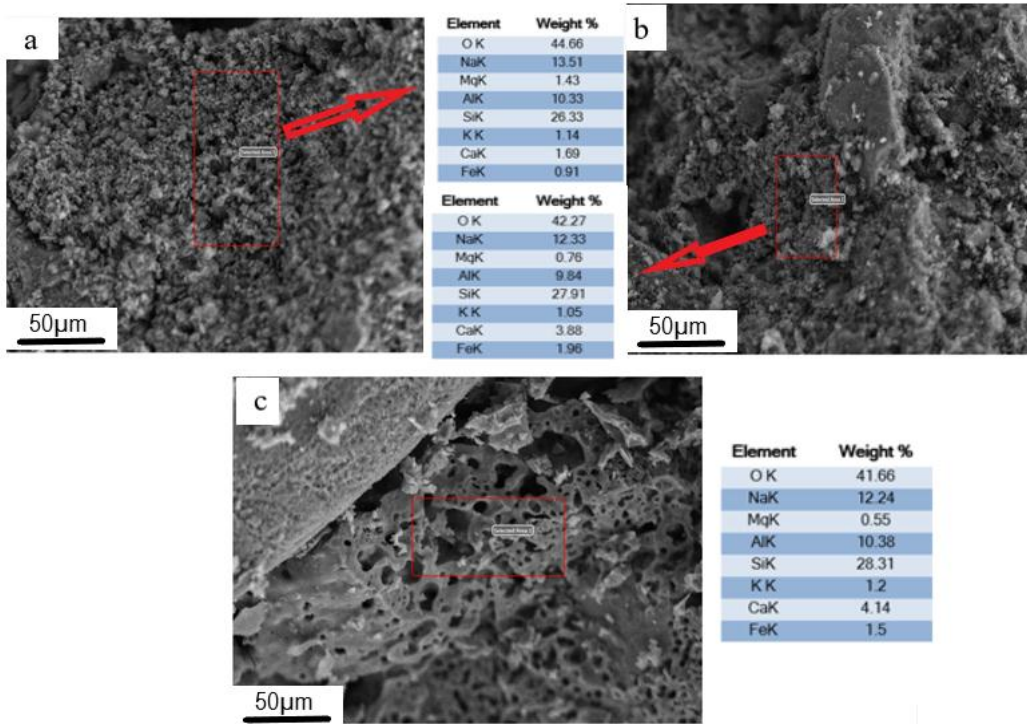 a
Element Weight %
O K 44.66
NaK 13.51
MqK 1.43
AlK 10.33
SiK 26.33
K K 1.14
CaK 1.69
FeK 0.91
50µm
Element Weight %
O K 42.27
NaK 12.33
MqK 0.76
AlK 9.84
SiK 27.91
K K 1.05
CaK 3.88
FeK 1.96
b
50µm
c
50µm
Element Weight %
O K 41.66
NaK 12.24
MqK 0.55
AlK 10.38
SiK 28.31
K K 1.2
CaK 4.14
FeK 1.5